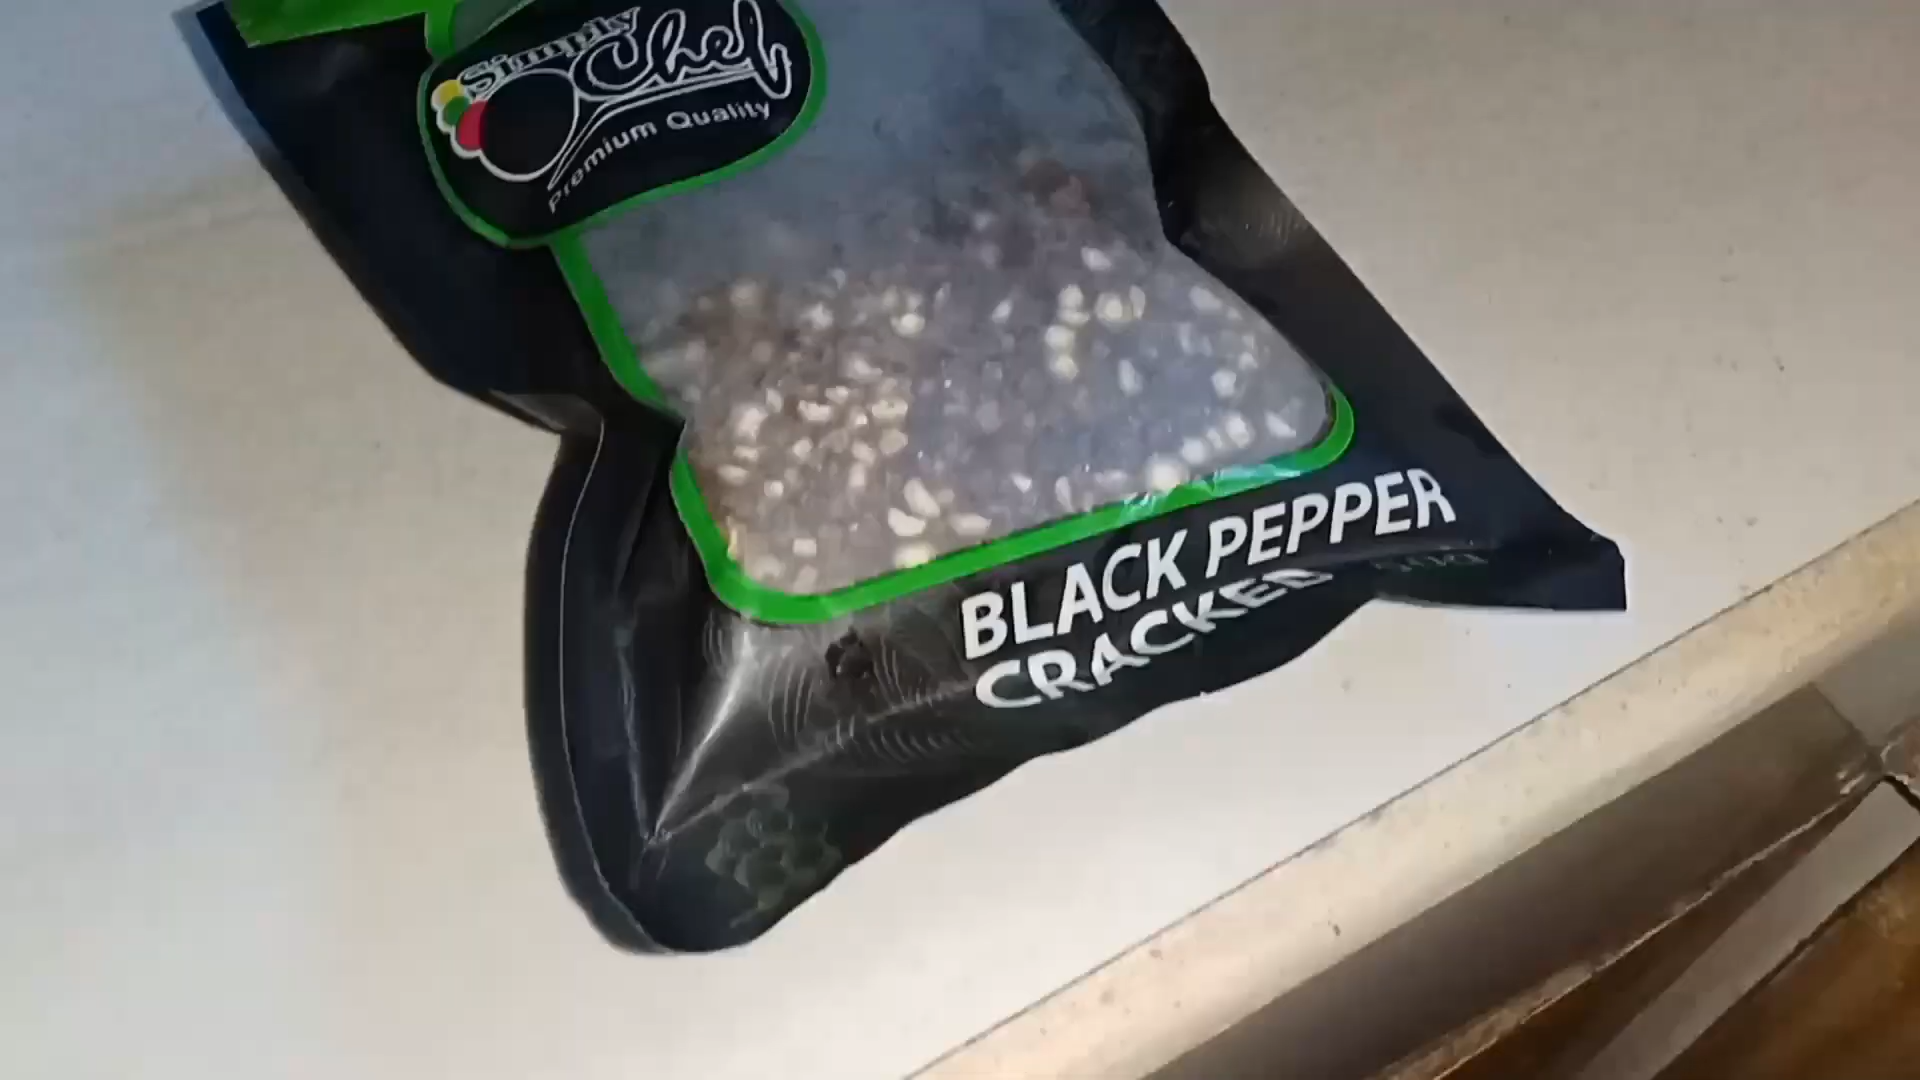 Simply
Chef
Premium Quality
BLACK PEPPER
CRACKED